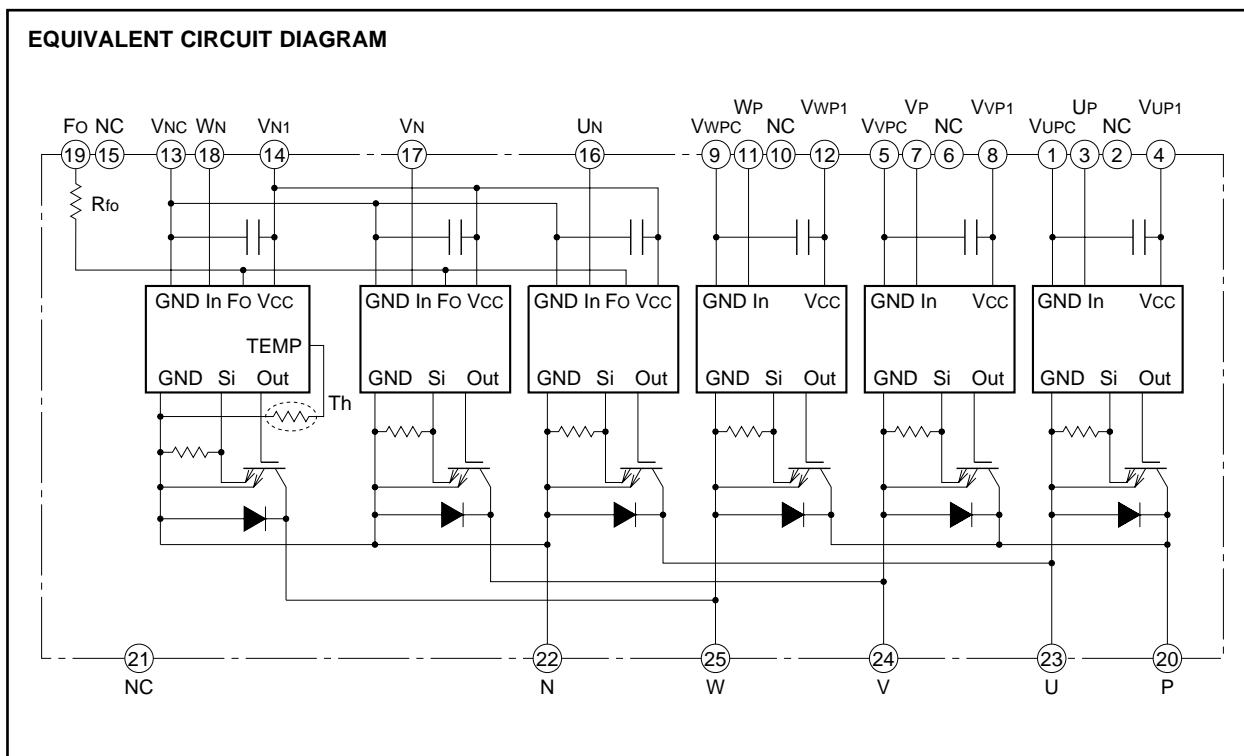 EQUIVALENT CIRCUIT DIAGRAM
WP VWP1 VP VVP1 UP VUP1
FO NC VNC WN VN1 VN UN VWPC NC VVPC NC VUPC NC
19 15 13 18 14 17 16 9 11 10 12 5 7 6 8 1 3 2 4
Rfo
GND In FO VCC GND In FO VCC GND In FO VCC GND In VCC GND In VCC GND In VCC
TEMP
GND Si Out GND Si Out GND Si Out GND Si Out GND Si Out GND Si Out
Th
21 22 25 24 23 20
NC N W V U P